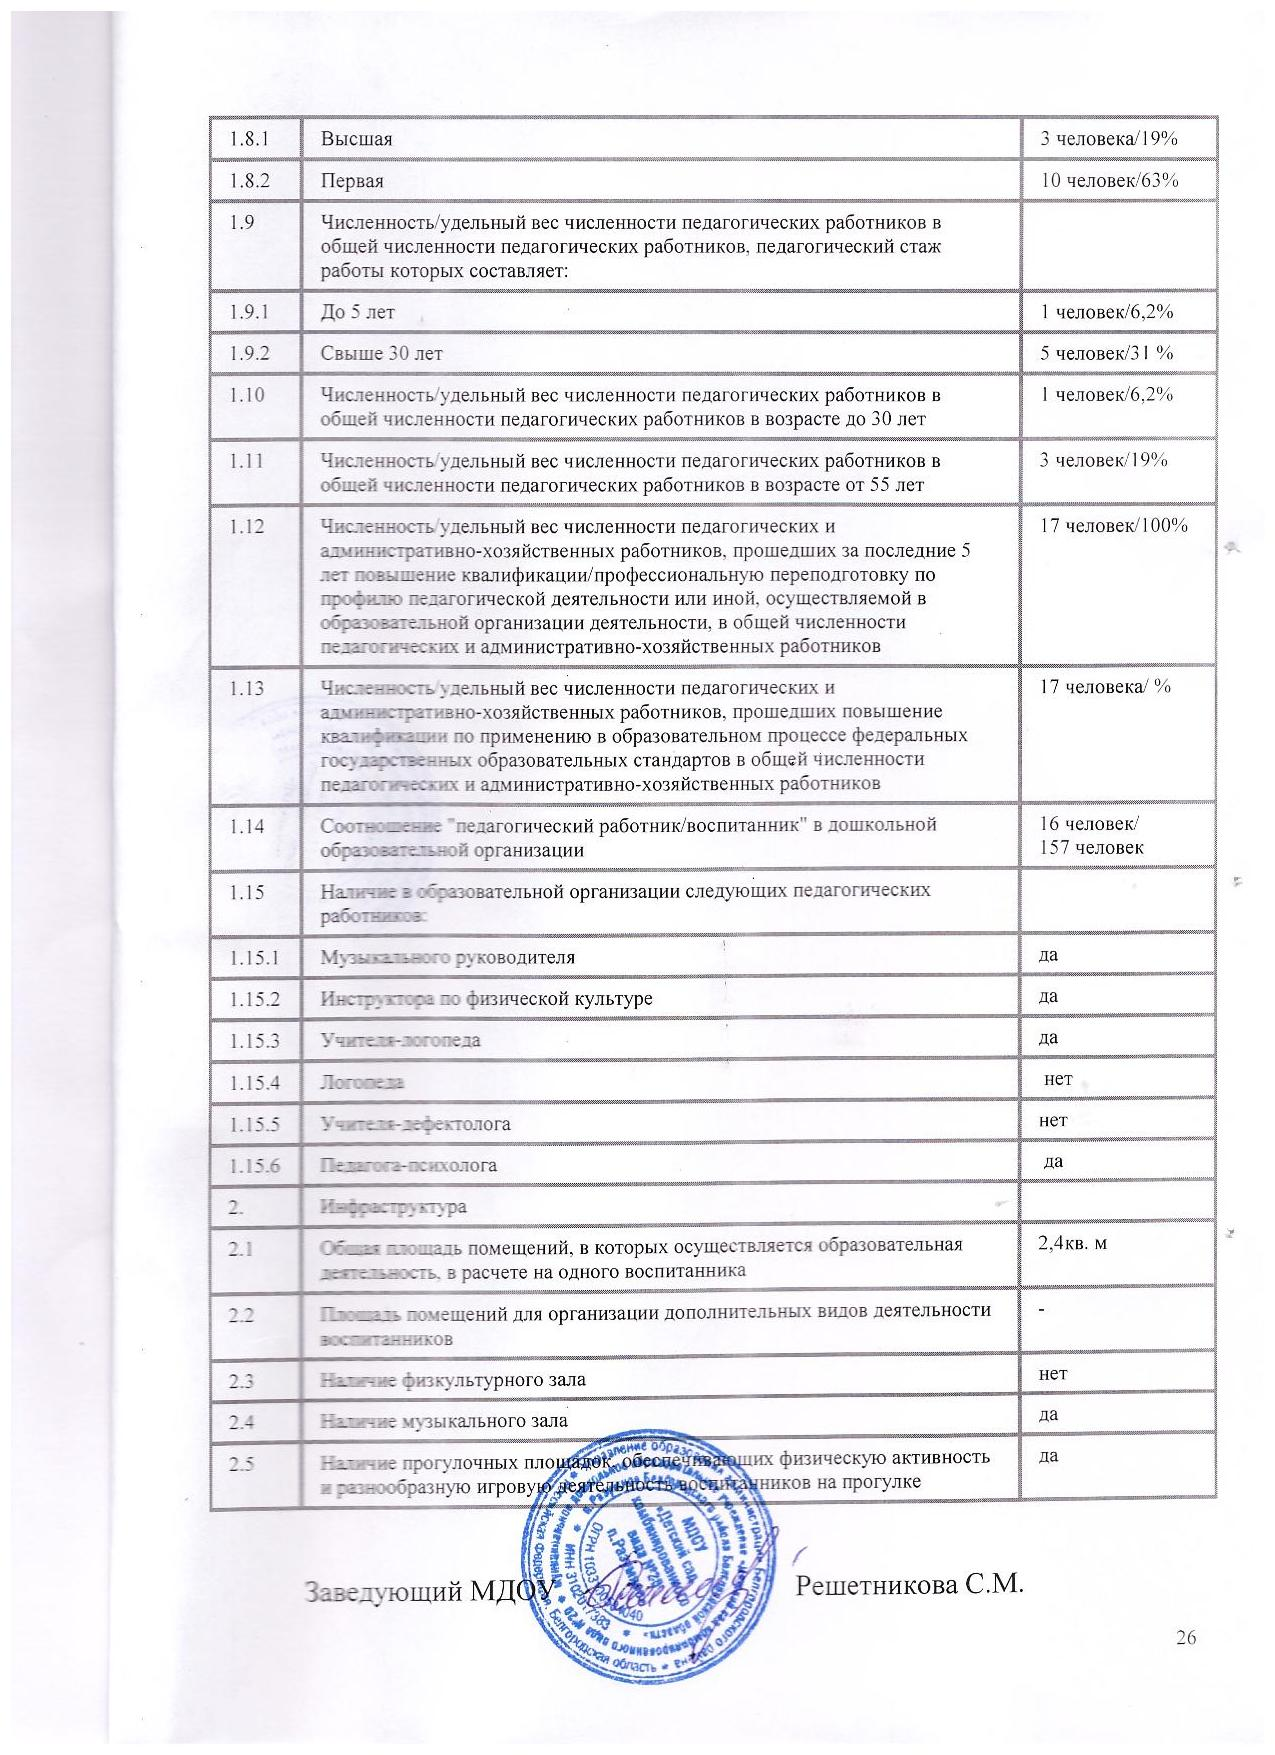 1.8.1 Высшая 3 человека/19%
1.8.2 Первая 10 человек/63%
1.9 Численность/удельный вес численности педагогических работников в
общей численности педагогических работников, педагогический стаж
работы которых составляет:
1.9.1 До 5 лет 1 человек/6,2%
1.9.2 Свыше 30 лет 5 человек/31 %
1.10 Численность/удельный вес численности педагогических работников в 1 человек/6,2%
общей численности педагогических работников в возрасте до 30 лет
1.11 Численность/удельный вес численности педагогических работников в 3 человек/19%
общей численности педагогических работников в возрасте от 55 лет
1.12 Численность/удельный вес численности педагогических и 17 человек/100%
административно-хозяйственных работников, прошедших за последние 5
лет повышение квалификации/профессиональную переподготовку по
профилю педагогической деятельности или иной, осуществляемой в
образовательной организации деятельности, в общей численности
педагогических и административно-хозяйственных работников
1.13 Численность/удельный вес численности педагогических и 17 человека/ %
административно-хозяйственных работников, прошедших повышение
квалификации по применению в образовательном процессе федеральных
государственных образовательных стандартов в общей численности
педагогических и административно-хозяйственных работников
1.14 Соотношение "педагогический работник/воспитанник" в дошкольной 16 человек/
образовательной организации 157 человек
1.15 Наличие в образовательной организации следующих педагогических
работников:
1.15.1 Музыкального руководителя да
1.15.2 Инструктора по физической культуре да
1.15.3 Учителя-логопеда да
1.15.4 Логопеда нет
1.15.5 Учителя-дефектолога нет
1.15.6 Педагога-психолога да
2. Инфраструктура
2.1 Общая площадь помещений, в которых осуществляется образовательная 2,4кв. м
деятельность, в расчете на одного воспитанника
2.2 Площадь помещений для организации дополнительных видов деятельности -
воспитанников
2.3 Наличие физкультурного зала нет
2.4 Наличие музыкального зала да
2.5 Наличие прогулочных площадок, обеспечивающих физическую активность да
и разнообразную игровую деятельность воспитанников на прогулке
МДОУ
«Детский сад
комбинированного
вида №20
Заведующий МДОУ Решетникова С.М.
26